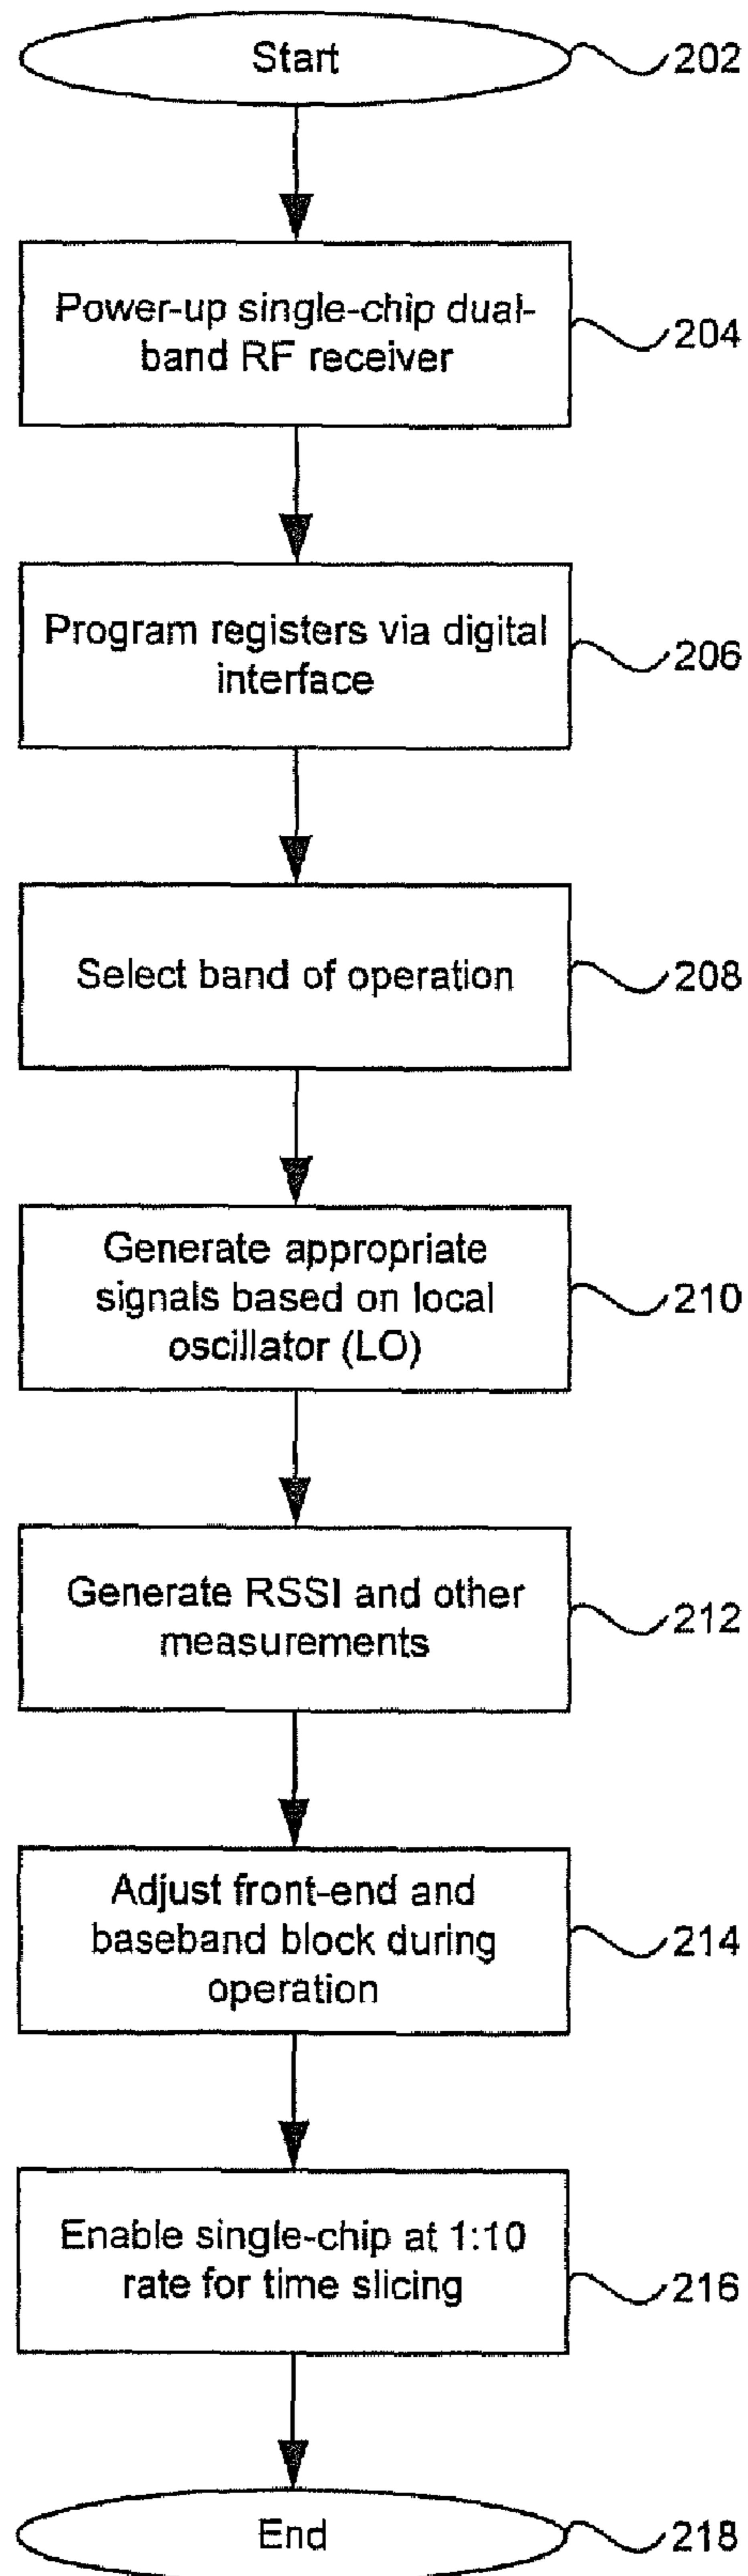 Start
202
Power-up single-chip dual-
band RF receiver
204
Program registers via digital
interface
206
Select band of operation
208
Generate appropriate
signals based on local
oscillator (LO)
210
Generate RSSI and other
measurements
212
Adjust front-end and
baseband block during
operation
214
Enable single-chip at 1:10
rate for time slicing
216
End
218